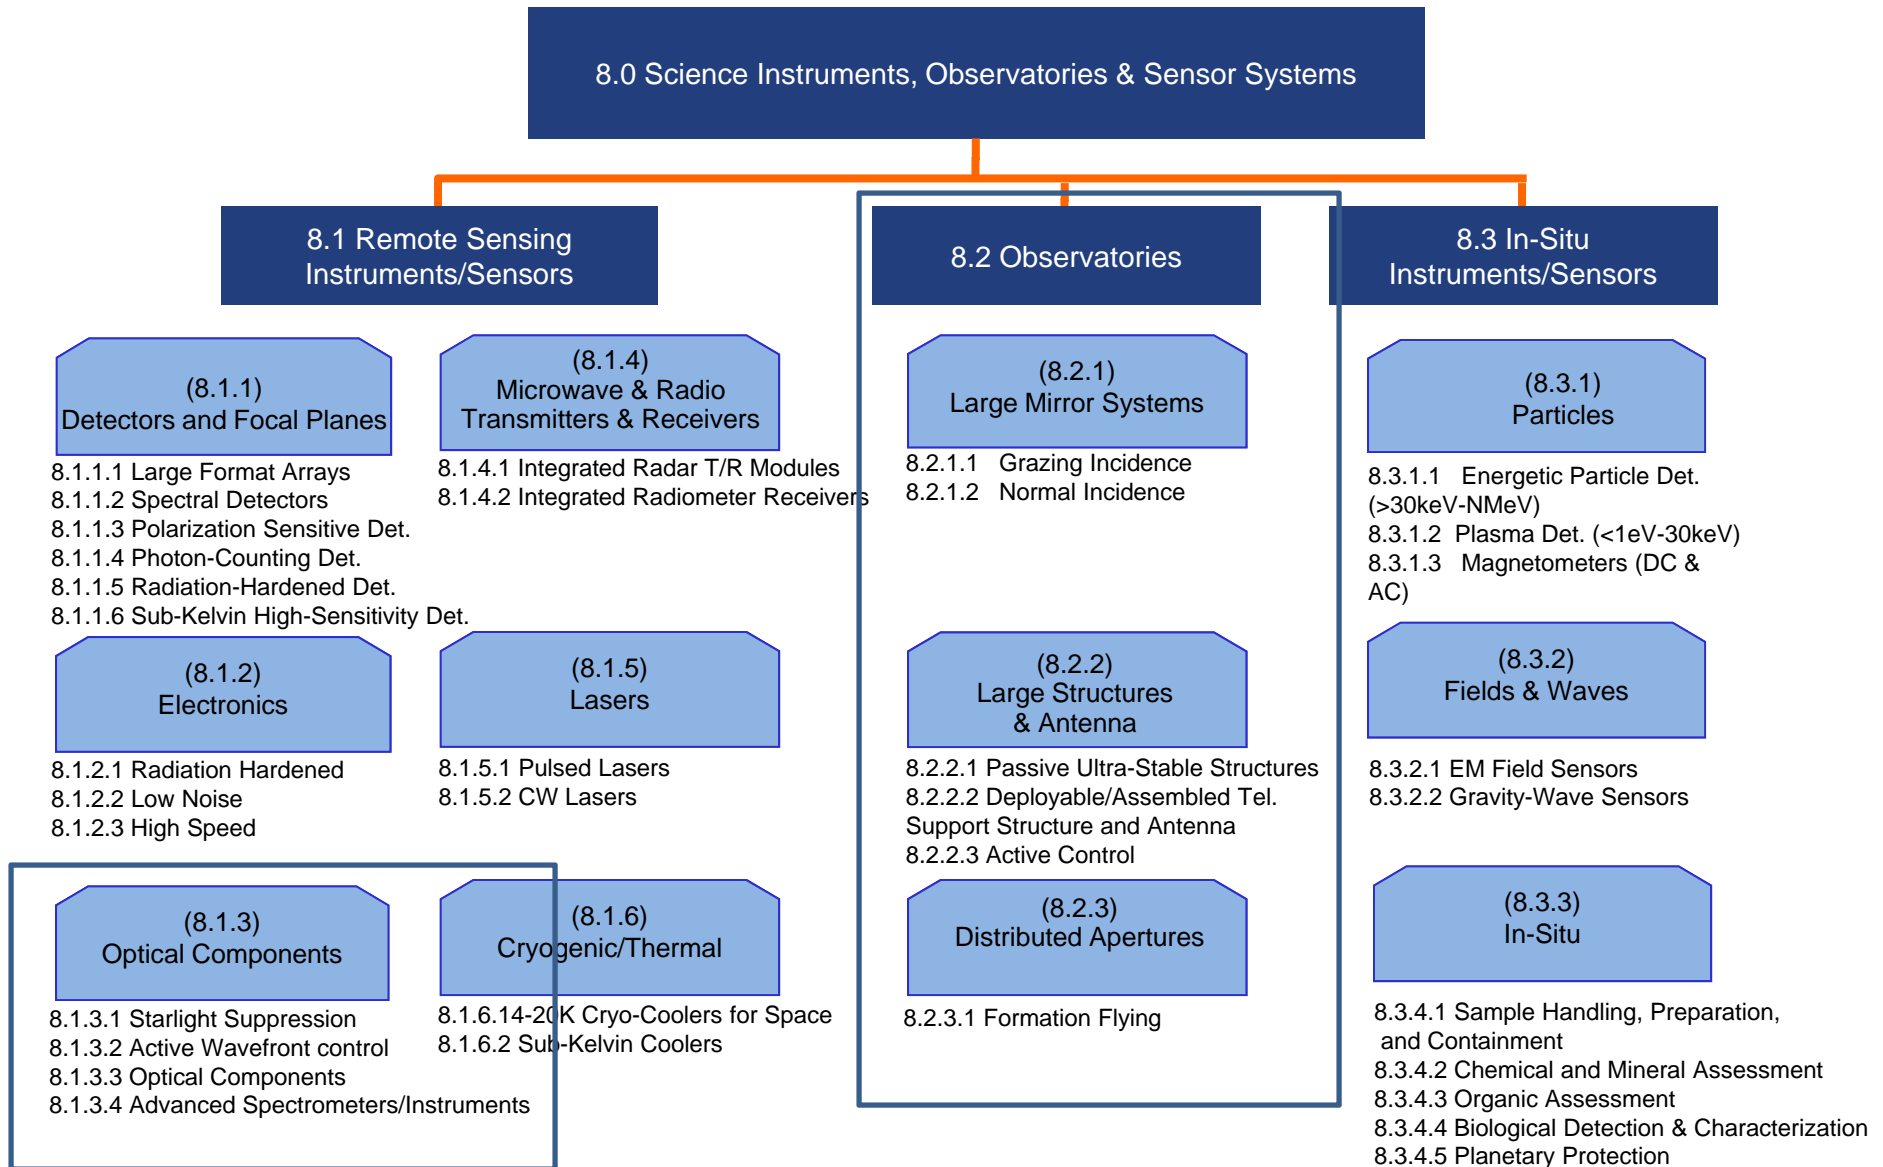 8.0 Science Instruments, Observatories & Sensor Systems
8.1 Remote Sensing
Instruments/Sensors
8.2 Observatories
8.3 In-Situ
Instruments/Sensors
(8.1.1)
Detectors and Focal Planes
8.1.1.1 Large Format Arrays
8.1.1.2 Spectral Detectors
8.1.1.3 Polarization Sensitive Det.
8.1.1.4 Photon-Counting Det.
8.1.1.5 Radiation-Hardened Det.
8.1.1.6 Sub-Kelvin High-Sensitivity Det.
(8.1.2)
Electronics
8.1.2.1 Radiation Hardened
8.1.2.2 Low Noise
8.1.2.3 High Speed
(8.1.3)
Optical Components
8.1.3.1 Starlight Suppression
8.1.3.2 Active Wavefront control
8.1.3.3 Optical Components
8.1.3.4 Advanced Spectrometers/Instruments
(8.1.4)
Microwave & Radio
Transmitters & Receivers
8.1.4.1 Integrated Radar T/R Modules
8.1.4.2 Integrated Radiometer Receivers
(8.1.5)
Lasers
8.1.5.1 Pulsed Lasers
8.1.5.2 CW Lasers
(8.1.6)
Cryogenic/Thermal
8.1.6.14-20K Cryo-Coolers for Space
8.1.6.2 Sub-Kelvin Coolers
(8.2.1)
Large Mirror Systems
8.2.1.1 Grazing Incidence
8.2.1.2 Normal Incidence
(8.2.2)
Large Structures
& Antenna
8.2.2.1 Passive Ultra-Stable Structures
8.2.2.2 Deployable/Assembled Tel.
Support Structure and Antenna
8.2.2.3 Active Control
(8.2.3)
Distributed Apertures
8.2.3.1 Formation Flying
(8.3.1)
Particles
8.3.1.1 Energetic Particle Det.
(>30keV-NMeV)
8.3.1.2 Plasma Det. (<1eV-30keV)
8.3.1.3 Magnetometers (DC &
AC)
(8.3.2)
Fields & Waves
8.3.2.1 EM Field Sensors
8.3.2.2 Gravity-Wave Sensors
(8.3.3)
In-Situ
8.3.4.1 Sample Handling, Preparation,
and Containment
8.3.4.2 Chemical and Mineral Assessment
8.3.4.3 Organic Assessment
8.3.4.4 Biological Detection & Characterization
8.3.4.5 Planetary Protection